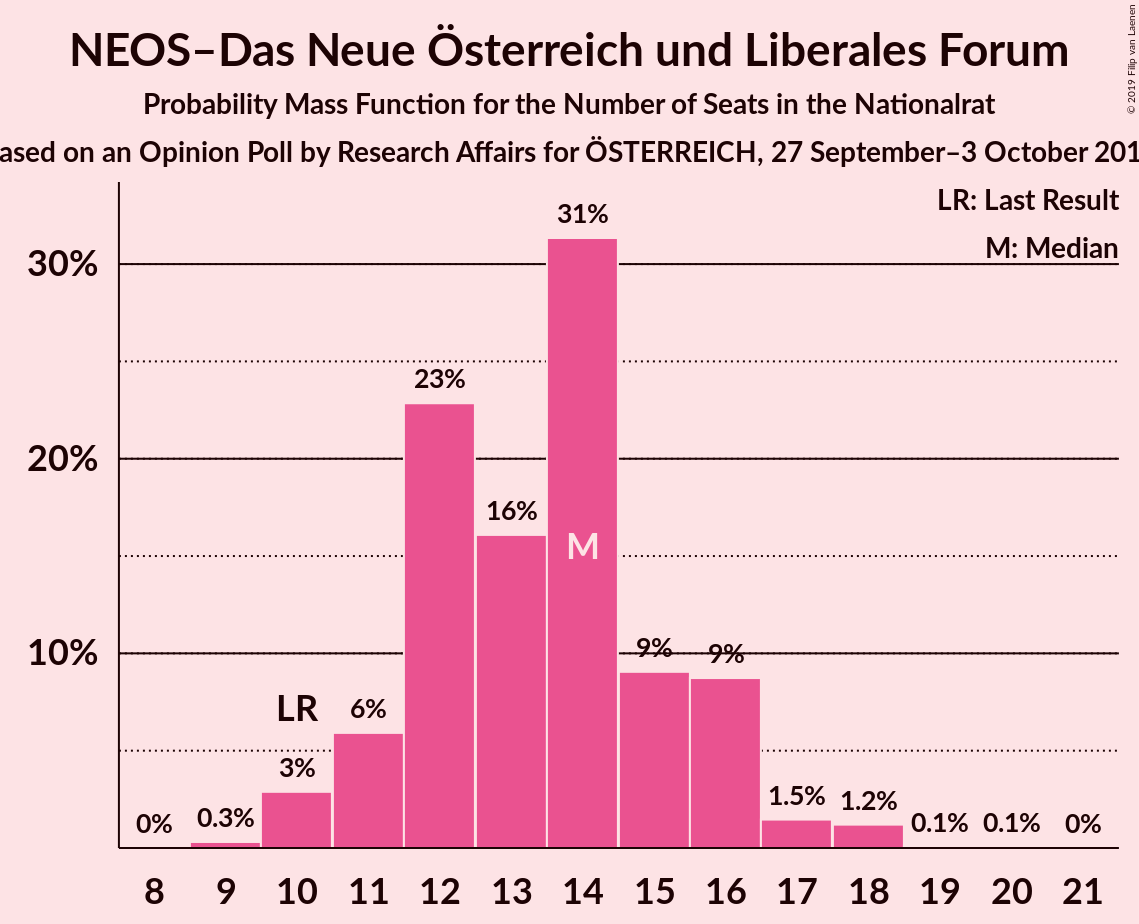 NEOS–Das Neue Österreich und Liberales Forum
Probability Mass Function for the Number of Seats in the Nationalrat
ased on an Opinion Poll by Research Affairs for ÖSTERREICH, 27 September–3 October 201
© 2019 Filip van Laenen
LR: Last Result
M: Median
30%
20%
10%
0%
0.3%
3%
LR
6%
23%
16%
31%
M
9%
9%
1.5%
1.2%
0.1%
0.1%
0%
8 9 10 11 12 13 14 15 16 17 18 19 20 21